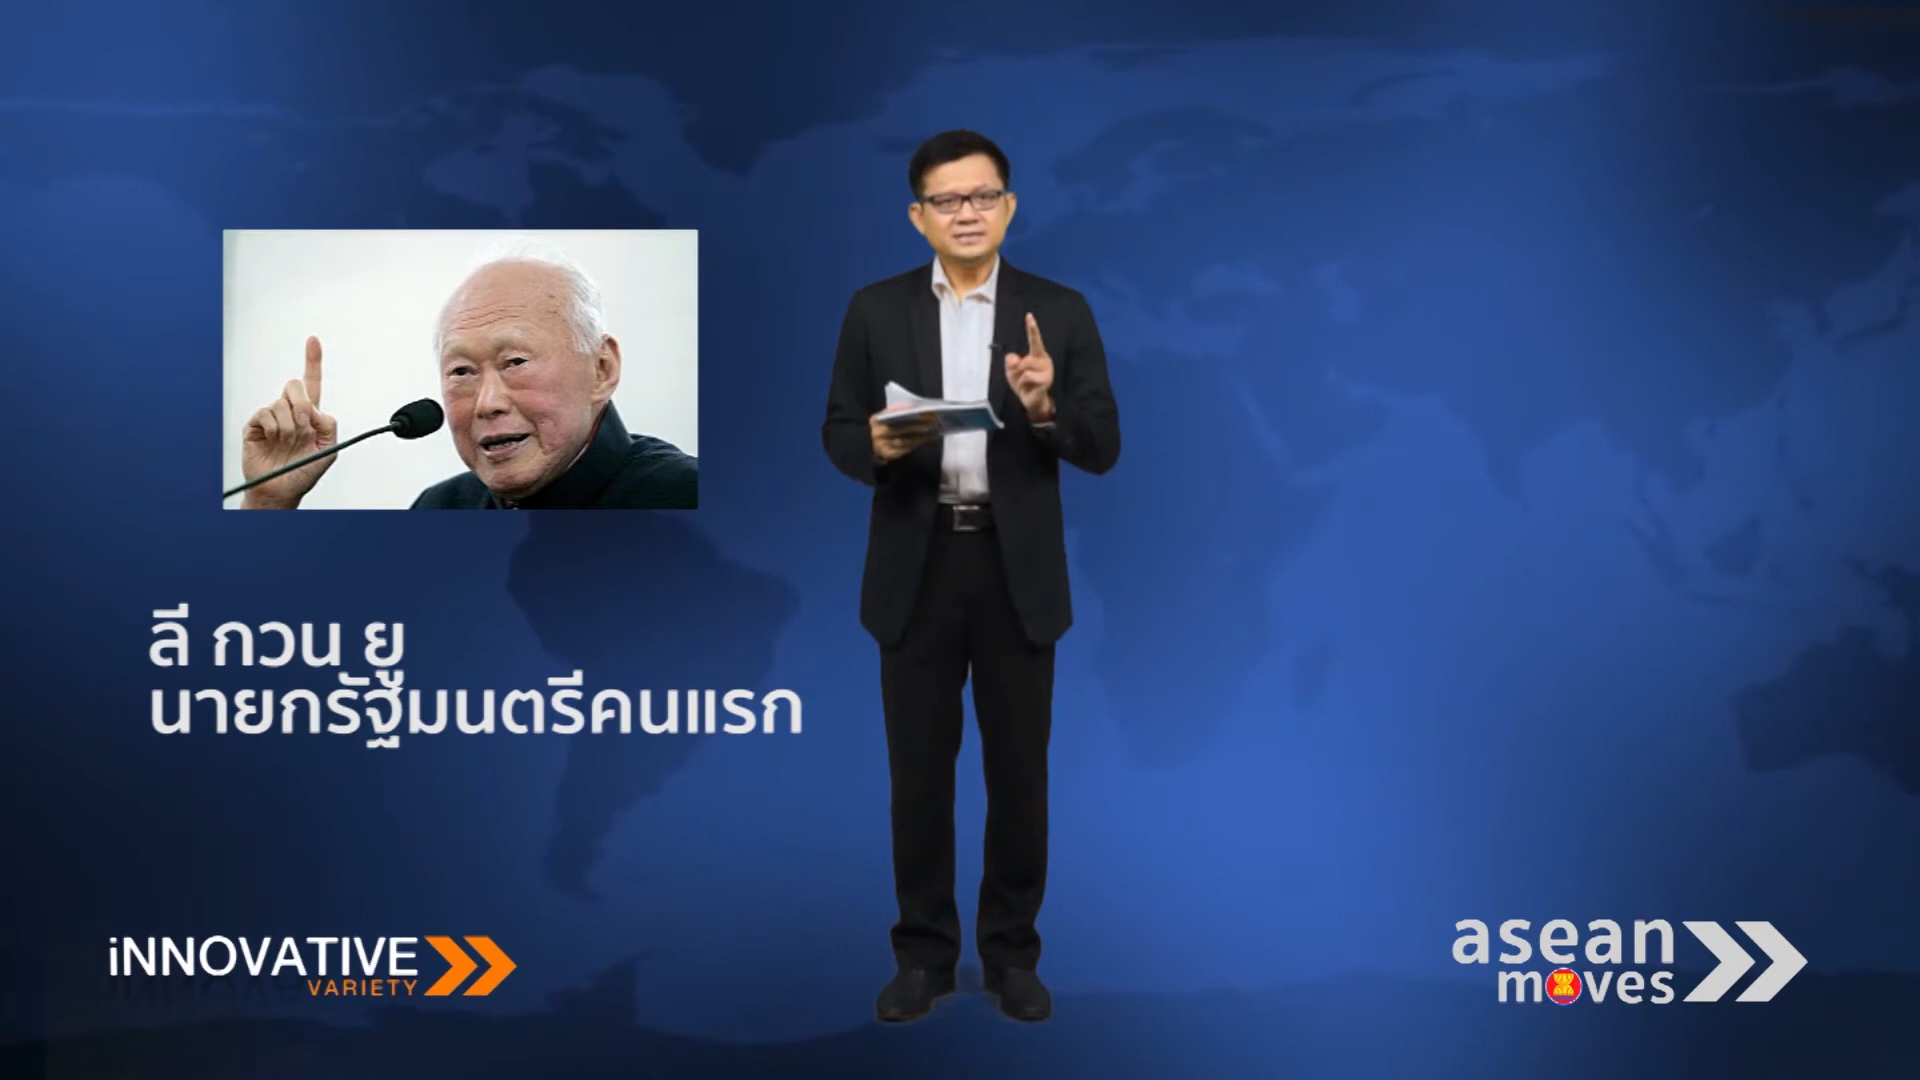 ลี กวน ยู
นายกรัฐมนตรีคนแรก
iNNOVATIVE
VARIETY
asean
moves